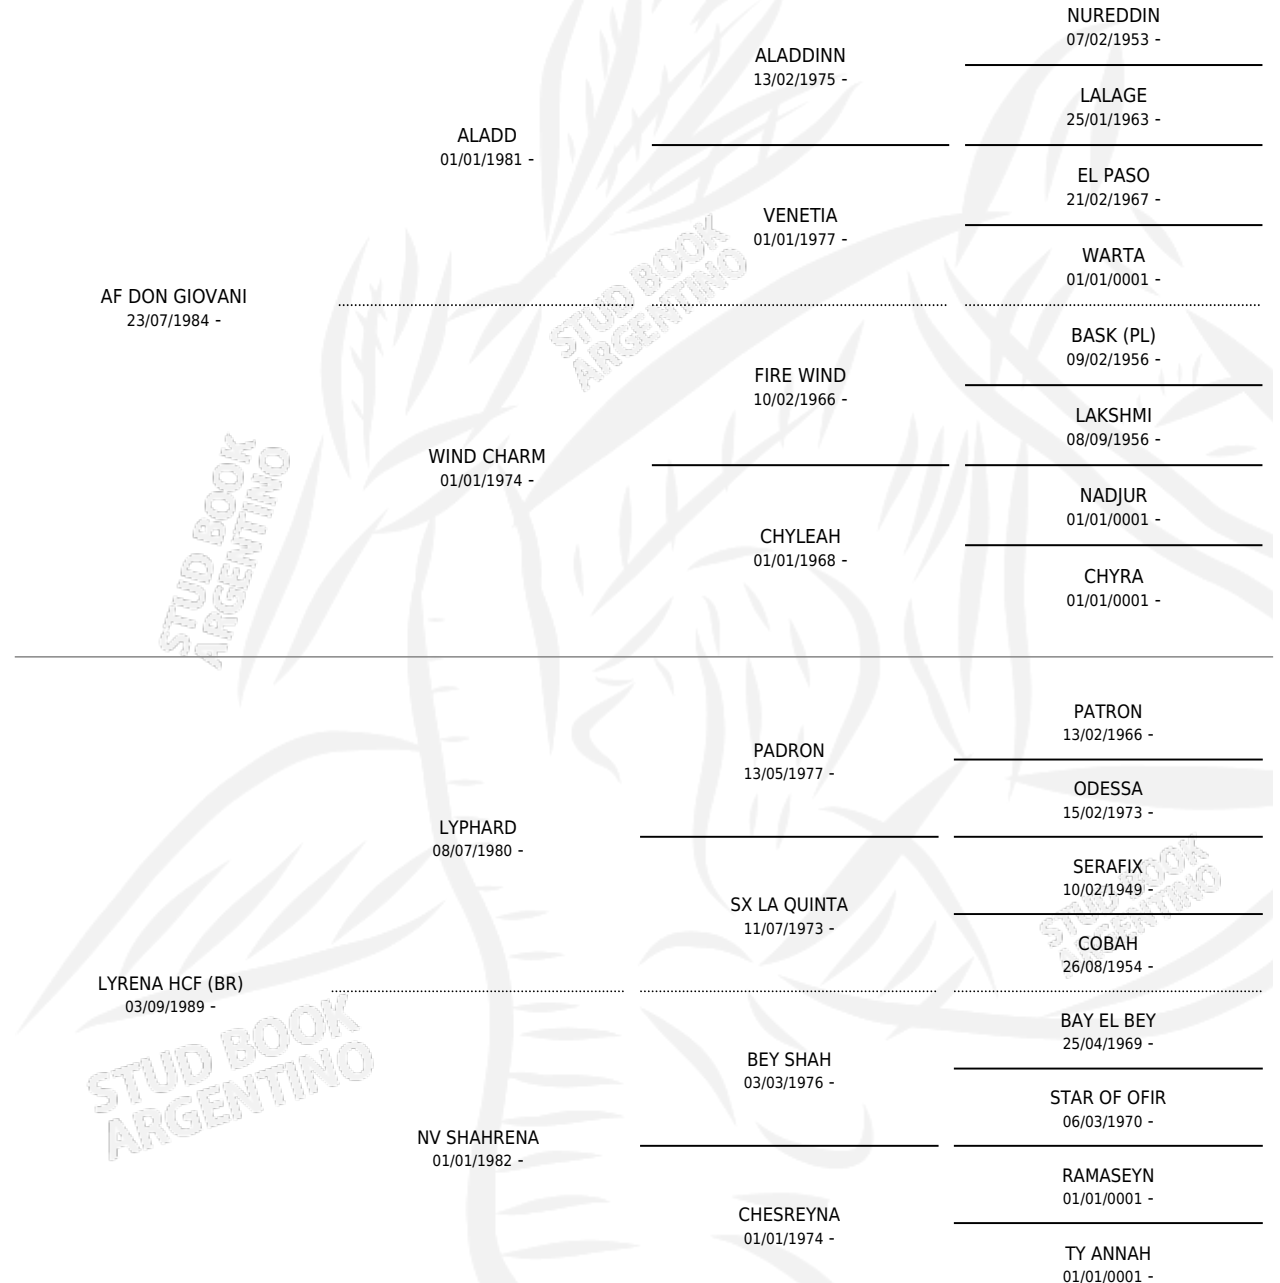 NUREDDIN
07/02/1953 -
ALADDINN
13/02/1975 -
LALAGE
25/01/1963 -
ALADD
01/01/1981 -
EL PASO
21/02/1967 -
VENETIA
01/01/1977 -
WARTA
01/01/0001 -
AF DON GIOVANI
23/07/1984 -
BASK (PL)
09/02/1956 -
FIRE WIND
10/02/1966 -
LAKSHMI
08/09/1956 -
WIND CHARM
01/01/1974 -
NADJUR
01/01/0001 -
CHYLEAH
01/01/1968 -
CHYRA
01/01/0001 -
STUD BOOK
ARGENTINO
STUD BOOK
ARGENTINO
PATRON
13/02/1966 -
PADRON
13/05/1977 -
ODESSA
15/02/1973 -
LYPHARD
08/07/1980 -
SERAFIX
10/02/1949 -
SX LA QUINTA
11/07/1973 -
COBAH
26/08/1954 -
LYRENA HCF (BR)
03/09/1989 -
BAY EL BEY
25/04/1969 -
BEY SHAH
03/03/1976 -
STAR OF OFIR
06/03/1970 -
NV SHAHRENA
01/01/1982 -
RAMASEYN
01/01/0001 -
CHESREYNA
01/01/1974 -
TY ANNAH
01/01/0001 -
STUD BOOK
ARGENTINO
STUD BOOK
ARGENTINO